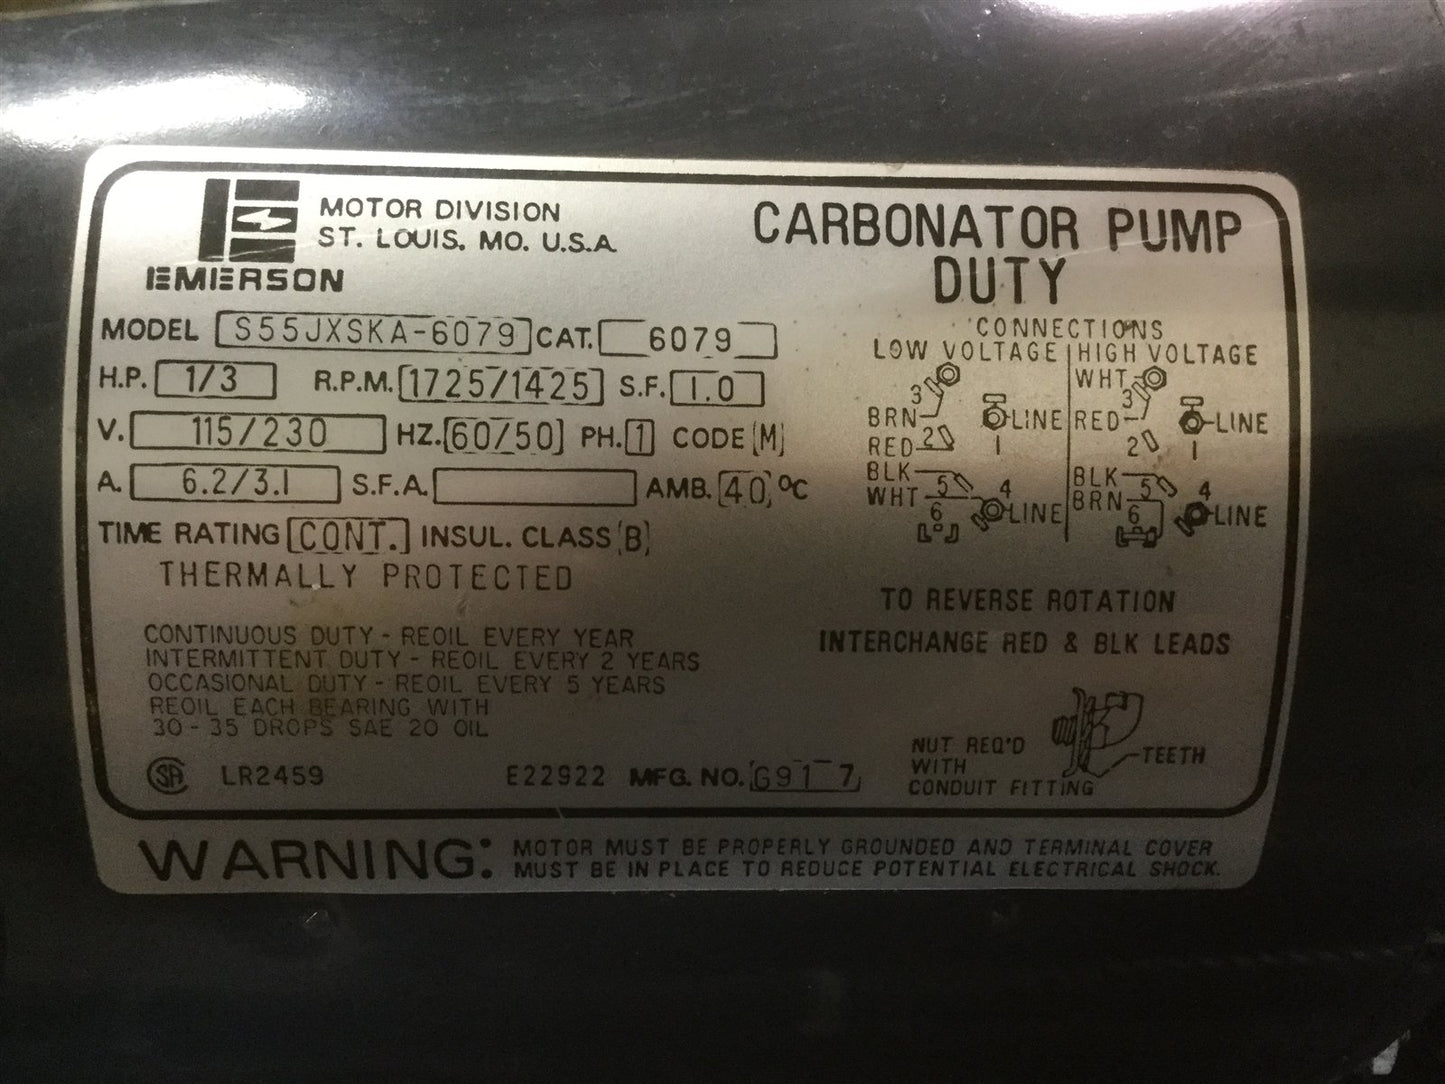 MOTOR DIVISION
ST. LOUIS, MO. U.S.A.
EMERSON
CARBONATOR PUMP
DUTY
MODEL S55JXSKA-6079 CAT. 6079
H.P. 1/3 R.P.M. 1725/1425 S.F. 1.0
V. 115/230 HZ. 60/50 PH. 1 CODE M
A. 6.2/3.1 S.F.A. AMB. 40 °C
TIME RATING CONT. INSUL. CLASS B
THERMALLY PROTECTED
CONTINUOUS DUTY - REOIL EVERY YEAR
INTERMITTENT DUTY - REOIL EVERY 2 YEARS
OCCASIONAL DUTY - REOIL EVERY 5 YEARS
REOIL EACH BEARING WITH
30 - 35 DROPS SAE 20 OIL
SA LR2459 E22922 MFG. NO. G91 7
CONNECTIONS
LOW VOLTAGE
3
BRN LINE
RED 2 1
BLK 5 4
WHT 6 LINE
HIGH VOLTAGE
WHT
3
RED LINE
2 1
BLK 5 4
BRN 6 LINE
TO REVERSE ROTATION
INTERCHANGE RED & BLK LEADS
NUT REQ'D
WITH
CONDUIT FITTING
TEETH
WARNING: MOTOR MUST BE PROPERLY GROUNDED AND TERMINAL COVER
MUST BE IN PLACE TO REDUCE POTENTIAL ELECTRICAL SHOCK.